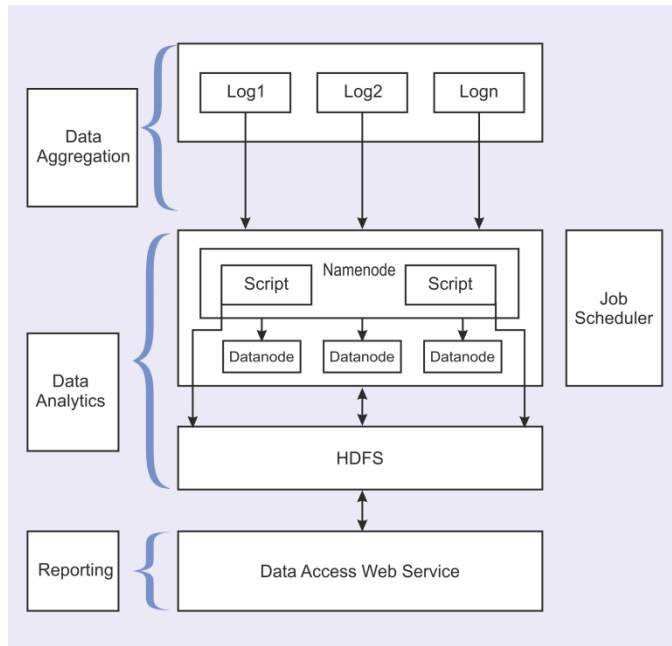 Log1
Log2
Logn
Data
Aggregation
Namenode
Script
Script
Job
Scheduler
Datanode
Datanode
Datanode
Data
Analytics
HDFS
Reporting
Data Access Web Service